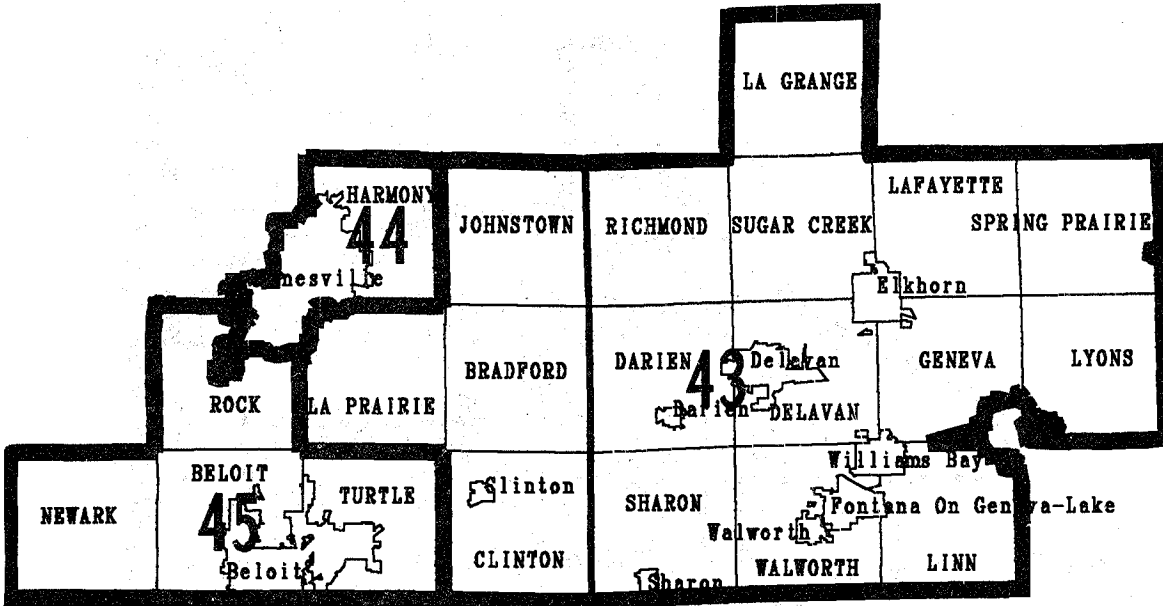 LA GRANGE
HARMONY
44
nesville
JOHNSTOWN
RICHMOND
SUGAR CREEK
LAFAYETTE
SPRING PRAIRIE
Elkhorn
ROCK
LA PRAIRIE
BRADFORD
DARIEN
43
Delavan
Darien
DELAVAN
GENEVA
LYONS
NEWARK
BELOIT
45
Beloit
TURTLE
Clinton
CLINTON
SHARON
Sharon
Williams Bay
Fontana On Geneva-Lake
Walworth
WALWORTH
LINN